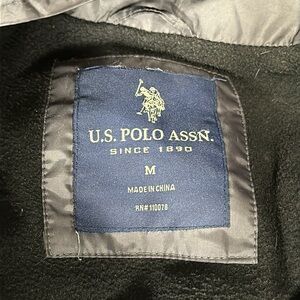 U.S. POLO ASSN.
SINCE 1890
M
MADE IN CHINA
RN# 110078